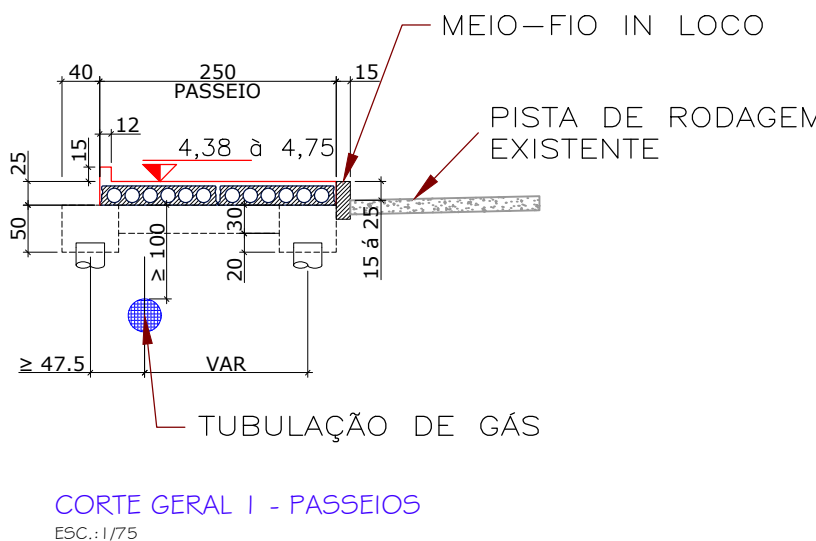 MEIO-FIO IN LOCO
40
250
15
PASSEIO
12
PISTA DE RODAGEM
EXISTENTE
15
4,38 à 4,75
25
50
≥ 100
30
20
15 á 25
≥ 47.5
VAR
TUBULAÇÃO DE GÁS
CORTE GERAL 1 - PASSEIOS
ESC.:1/75